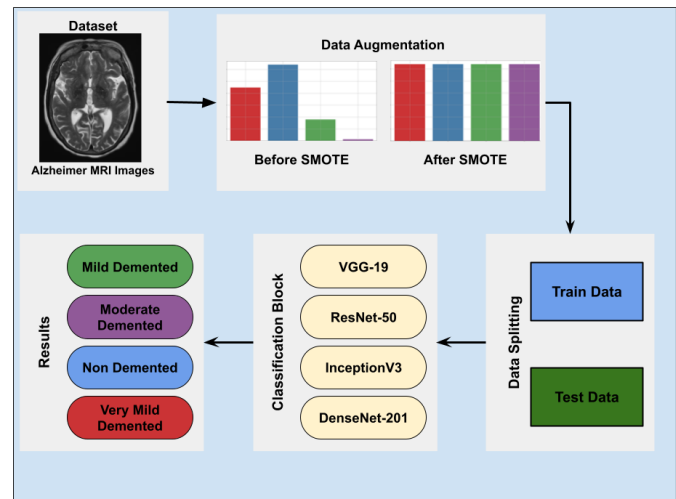 Dataset
Alzheimer MRI Images
Data Augmentation
Before SMOTE
After SMOTE
Data Splitting
Train Data
Test Data
Classification Block
VGG-19
ResNet-50
InceptionV3
DenseNet-201
Results
Mild Demented
Moderate
Demented
Non Demented
Very Mild
Demented